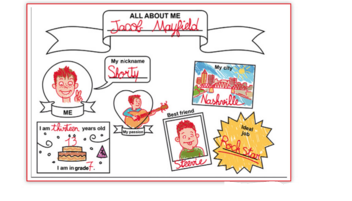 ALL ABOUT ME
Jacob Mayfield
My nickname
Shorty
ME
My passion
My city
Nashville
Best friend
Steevie
Ideal
job
Rock star
I am thirteen years old
13
I am in grade 7.